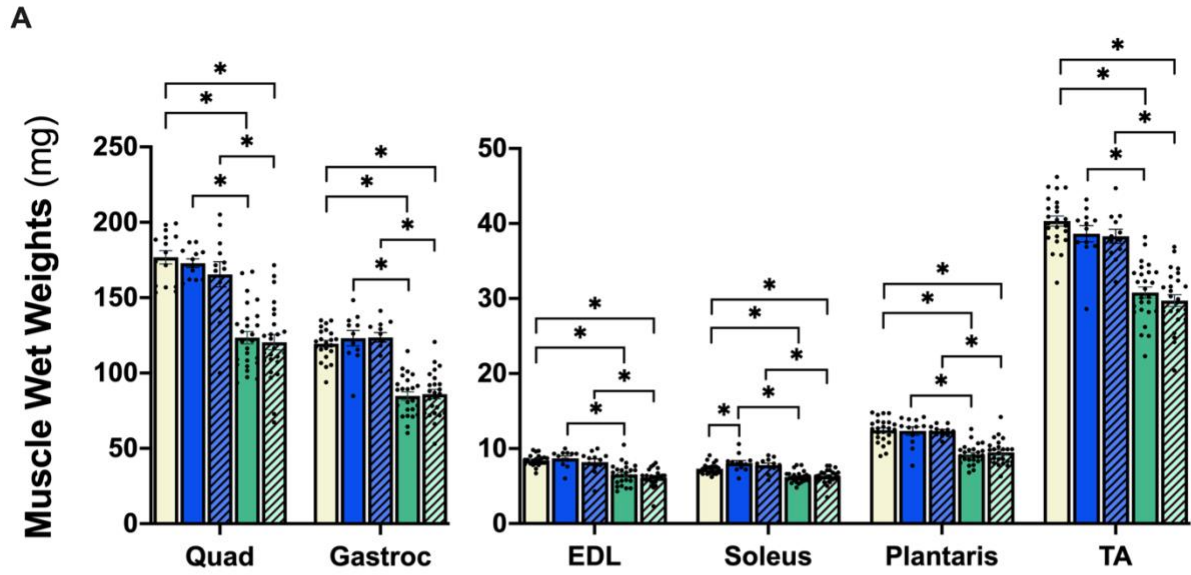 A
Muscle Wet Weights (mg)
250
200
150
100
50
0
Quad Gastroc
50
40
30
20
10
0
EDL Soleus Plantaris TA
* * * *
* * * *
* * * *
* * * * *
* * * *
* * * *